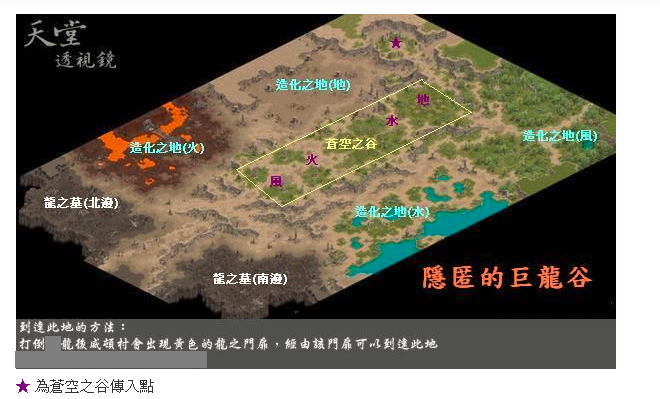 天堂
透視鏡
造化之地(地)
地
水
造化之地(風)
造化之地(火)
蒼空之谷
火
風
龍之墓(北邊)
造化之地(水)
龍之墓(南邊)
隱匿的巨龍谷
到達此地的方法：
打倒 龍後威頓村會出現黃色的龍之門扉，經由該門扉可以到達此地
★ 為蒼空之谷傳入點